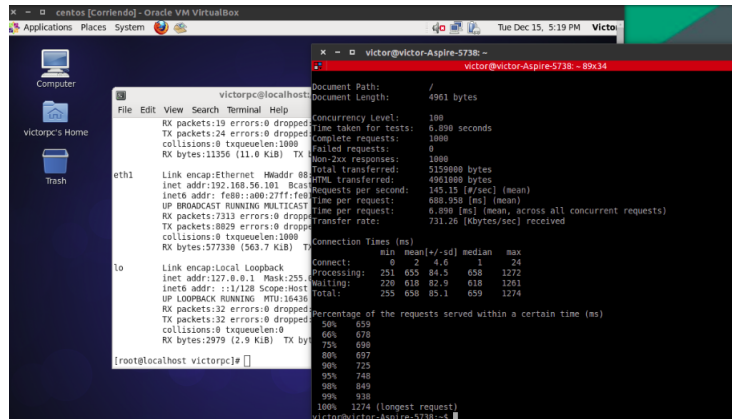 centos [Corriendo] - Oracle VM VirtualBox
Applications Places System
Tue Dec 15, 5:19 PM Victor
Computer
victorpc's Home
Trash
victorpc@localhost:
File Edit View Search Terminal Help
RX packets:19 errors:0 dropped:
TX packets:24 errors:0 dropped:
collisions:0 txqueuelen:1000
RX bytes:11356 (11.0 KiB) TX
eth1 Link encap:Ethernet HWaddr 08:
inet addr:192.168.56.101 Bcas
inet6 addr: fe80::a00:27ff:fe0
UP BROADCAST RUNNING MULTICAST
RX packets:7313 errors:0 droppe
TX packets:8029 errors:0 droppe
collisions:0 txqueuelen:1000
RX bytes:577330 (563.7 KiB) TX
lo Link encap:Local Loopback
inet addr:127.0.0.1 Mask:255.
inet6 addr: ::1/128 Scope:Host
UP LOOPBACK RUNNING MTU:16436
RX packets:32 errors:0 dropped:
TX packets:32 errors:0 dropped:
collisions:0 txqueuelen:0
RX bytes:2979 (2.9 KiB) TX byt
[root@localhost victorpc]#
victor@victor-Aspire-5738: ~
victor@victor-Aspire-5738: ~ 89x34
Document Path: /
Document Length: 4961 bytes
Concurrency Level: 100
Time taken for tests: 6.890 seconds
Complete requests: 1000
Failed requests: 0
Non-2xx responses: 1000
Total transferred: 5159000 bytes
HTML transferred: 4961000 bytes
Requests per second: 145.15 [#/sec] (mean)
Time per request: 688.958 [ms] (mean)
Time per request: 6.890 [ms] (mean, across all concurrent requests)
Transfer rate: 731.26 [Kbytes/sec] received
Connection Times (ms)
min mean[+/-sd] median max
Connect: 0 2 4.6 1 24
Processing: 251 655 84.5 658 1272
Waiting: 220 618 82.9 618 1261
Total: 255 658 85.1 659 1274
Percentage of the requests served within a certain time (ms)
50% 659
66% 678
75% 690
80% 697
90% 725
95% 748
98% 849
99% 938
100% 1274 (longest request)
victor@victor-Aspire-5738:~$